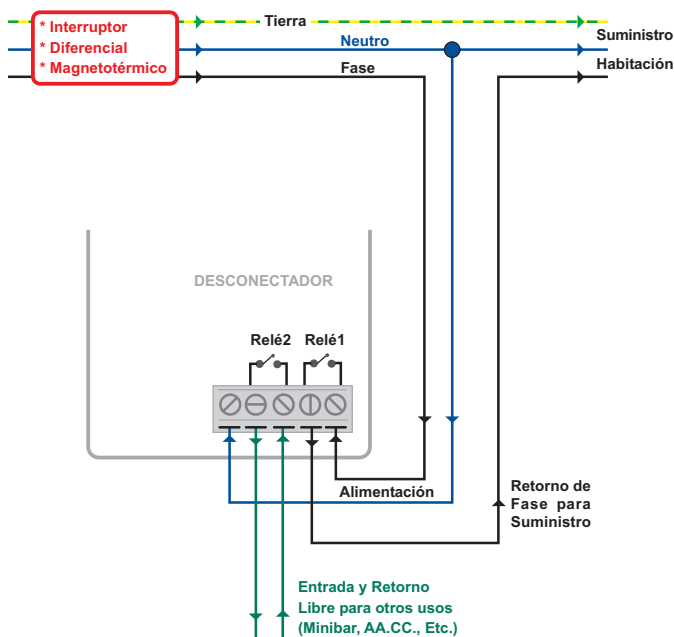 Tierra
* Interruptor
* Diferencial
* Magnetotérmico
Neutro
Fase
Suministro
Habitación
DESCONECTADOR
Relé2 Relé1
Alimentación
Retorno de
Fase para
Suministro
Entrada y Retorno
Libre para otros usos
(Minibar, AA.CC., Etc.)